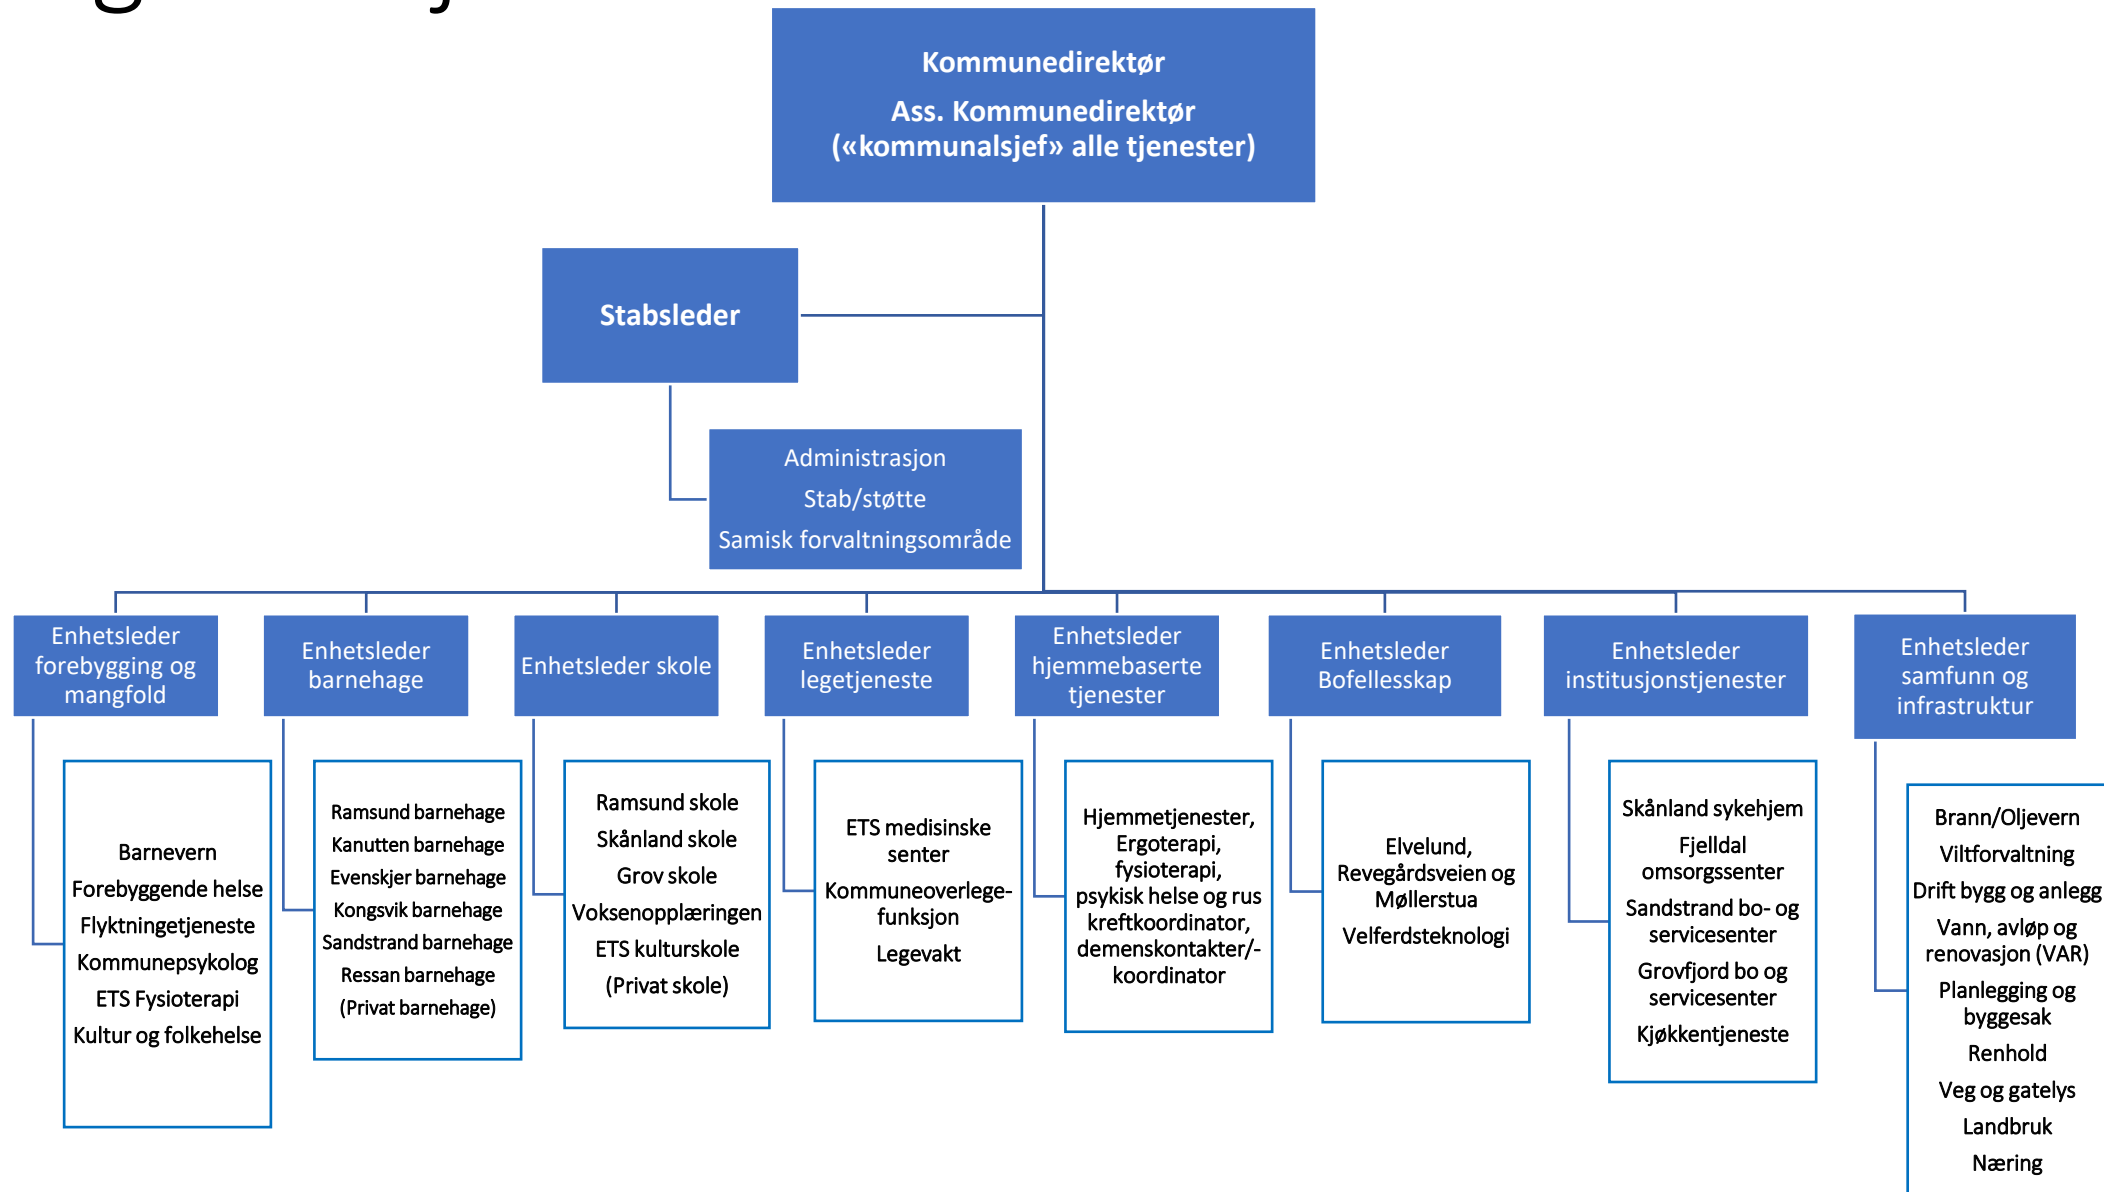 Kommunedirektør
Ass. Kommunedirektør
(«kommunalsjef» alle tjenester)
Stabsleder
Administrasjon
Stab/støtte
Samisk forvaltningsområde
Enhetsleder
forebygging og
mangfold
Enhetsleder
barnehage
Enhetsleder skole
Enhetsleder
legetjeneste
Enhetsleder
hjemmebaserte
tjenester
Enhetsleder
Bofellesskap
Enhetsleder
institusjonstjenester
Enhetsleder
samfunn og
infrastruktur
Barnevern
Forebyggende helse
Flyktningetjeneste
Kommunepsykolog
ETS Fysioterapi
Kultur og folkehelse
Ramsund barnehage
Kanutten barnehage
Evenskjer barnehage
Kongsvik barnehage
Sandstrand barnehage
Ressan barnehage
(Privat barnehage)
Ramsund skole
Skånland skole
Grov skole
Voksenopplæringen
ETS kulturskole
(Privat skole)
ETS medisinske
senter
Kommuneoverlege-
funksjon
Legevakt
Hjemmetjenester,
Ergoterapi,
fysioterapi,
psykisk helse og rus
kreftkoordinator,
demenskontakter/-
koordinator
Elvelund,
Revegårdsveien og
Møllerstua
Velferdsteknologi
Skånland sykehjem
Fjelldal
omsorgssenter
Sandstrand bo- og
servicesenter
Grovfjord bo og
servicesenter
Kjøkkentjeneste
Brann/Oljevern
Viltforvaltning
Drift bygg og anlegg
Vann, avløp og
renovasjon (VAR)
Planlegging og
byggesak
Renhold
Veg og gatelys
Landbruk
Næring